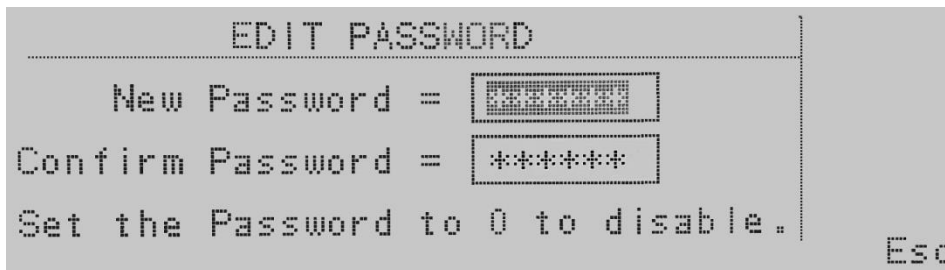 EDIT PASSWORD
New Password = ******
Confirm Password = ******
Set the Password to 0 to disable.
Esc